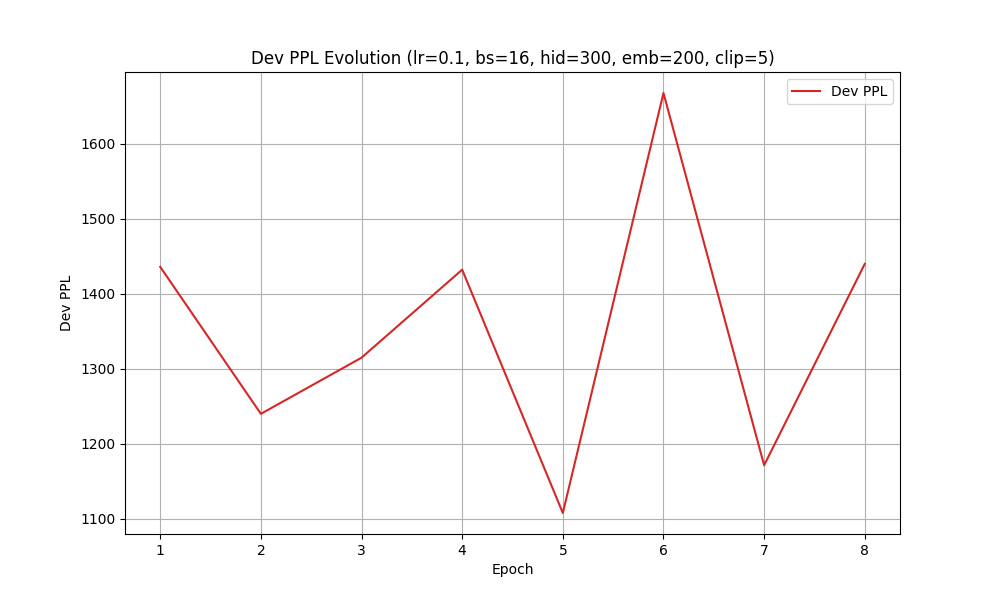 Dev PPL Evolution (lr=0.1, bs=16, hid=300, emb=200, clip=5)
Dev PPL
1600
1500
1400
1300
1200
1100
Dev PPL
1 2 3 4 5 6 7 8
Epoch